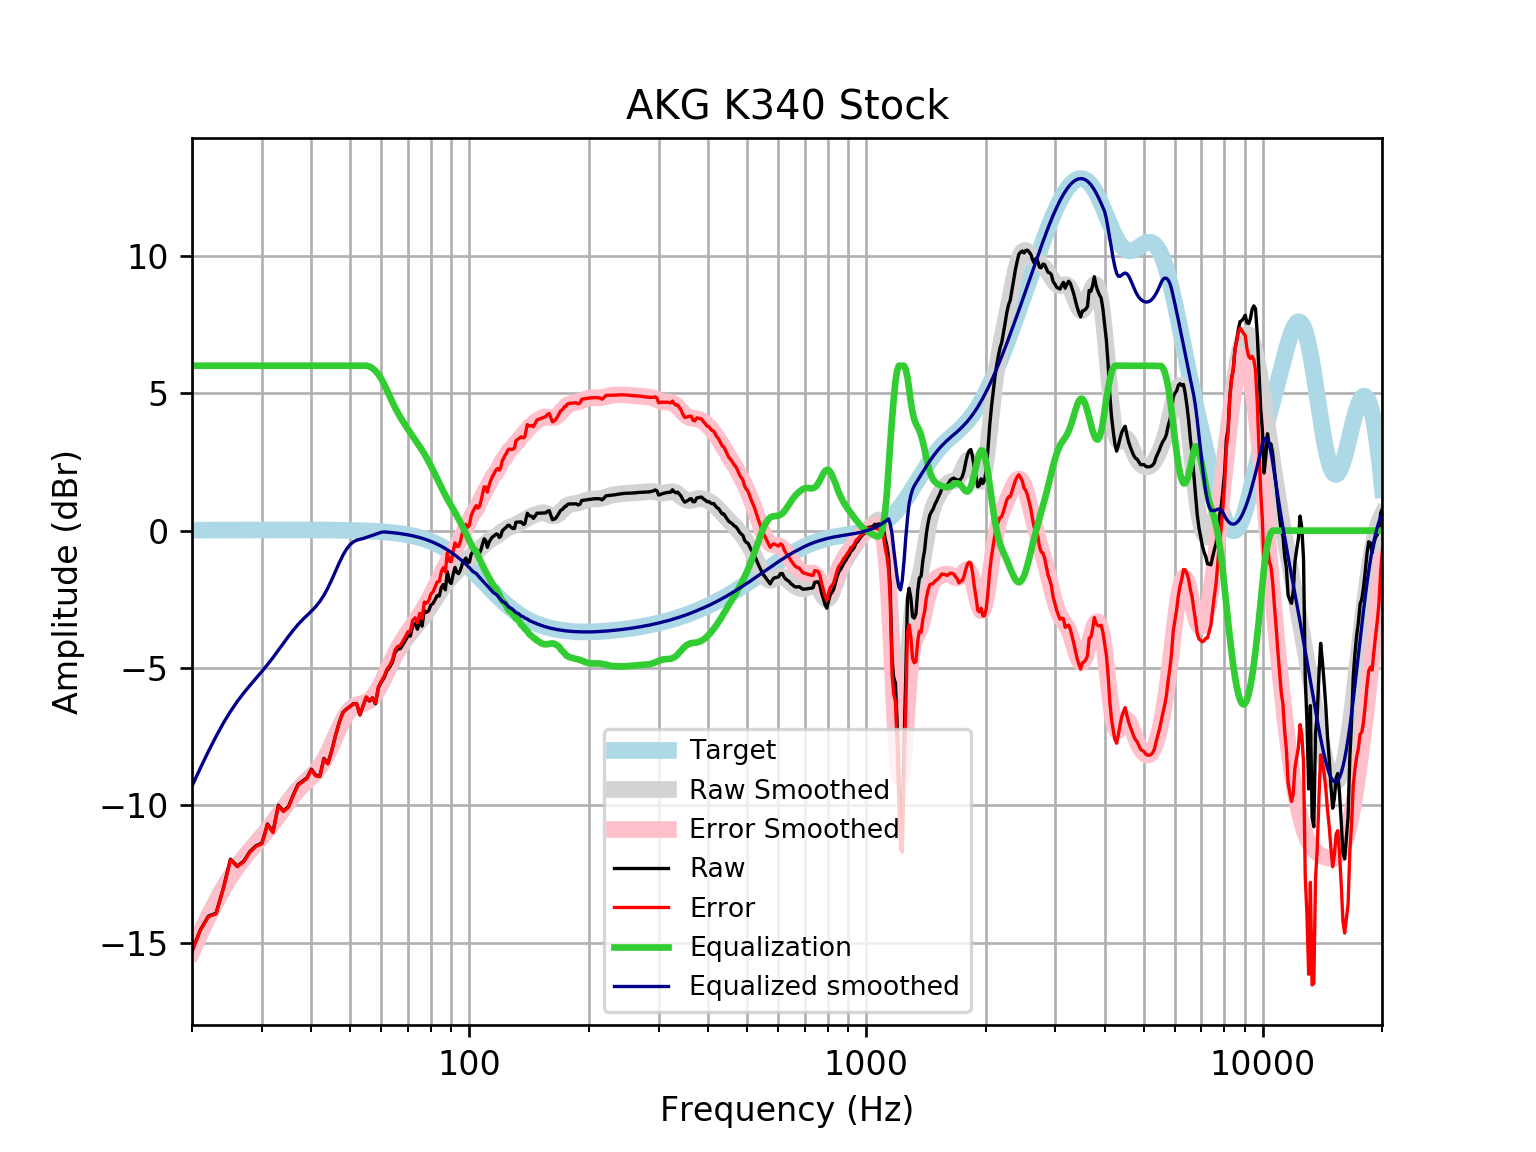 AKG K340 Stock
Amplitude (dBr)
10
5
0
−5
−10
−15
Target
Raw Smoothed
Error Smoothed
Raw
Error
Equalization
Equalized smoothed
100
1000
10000
Frequency (Hz)